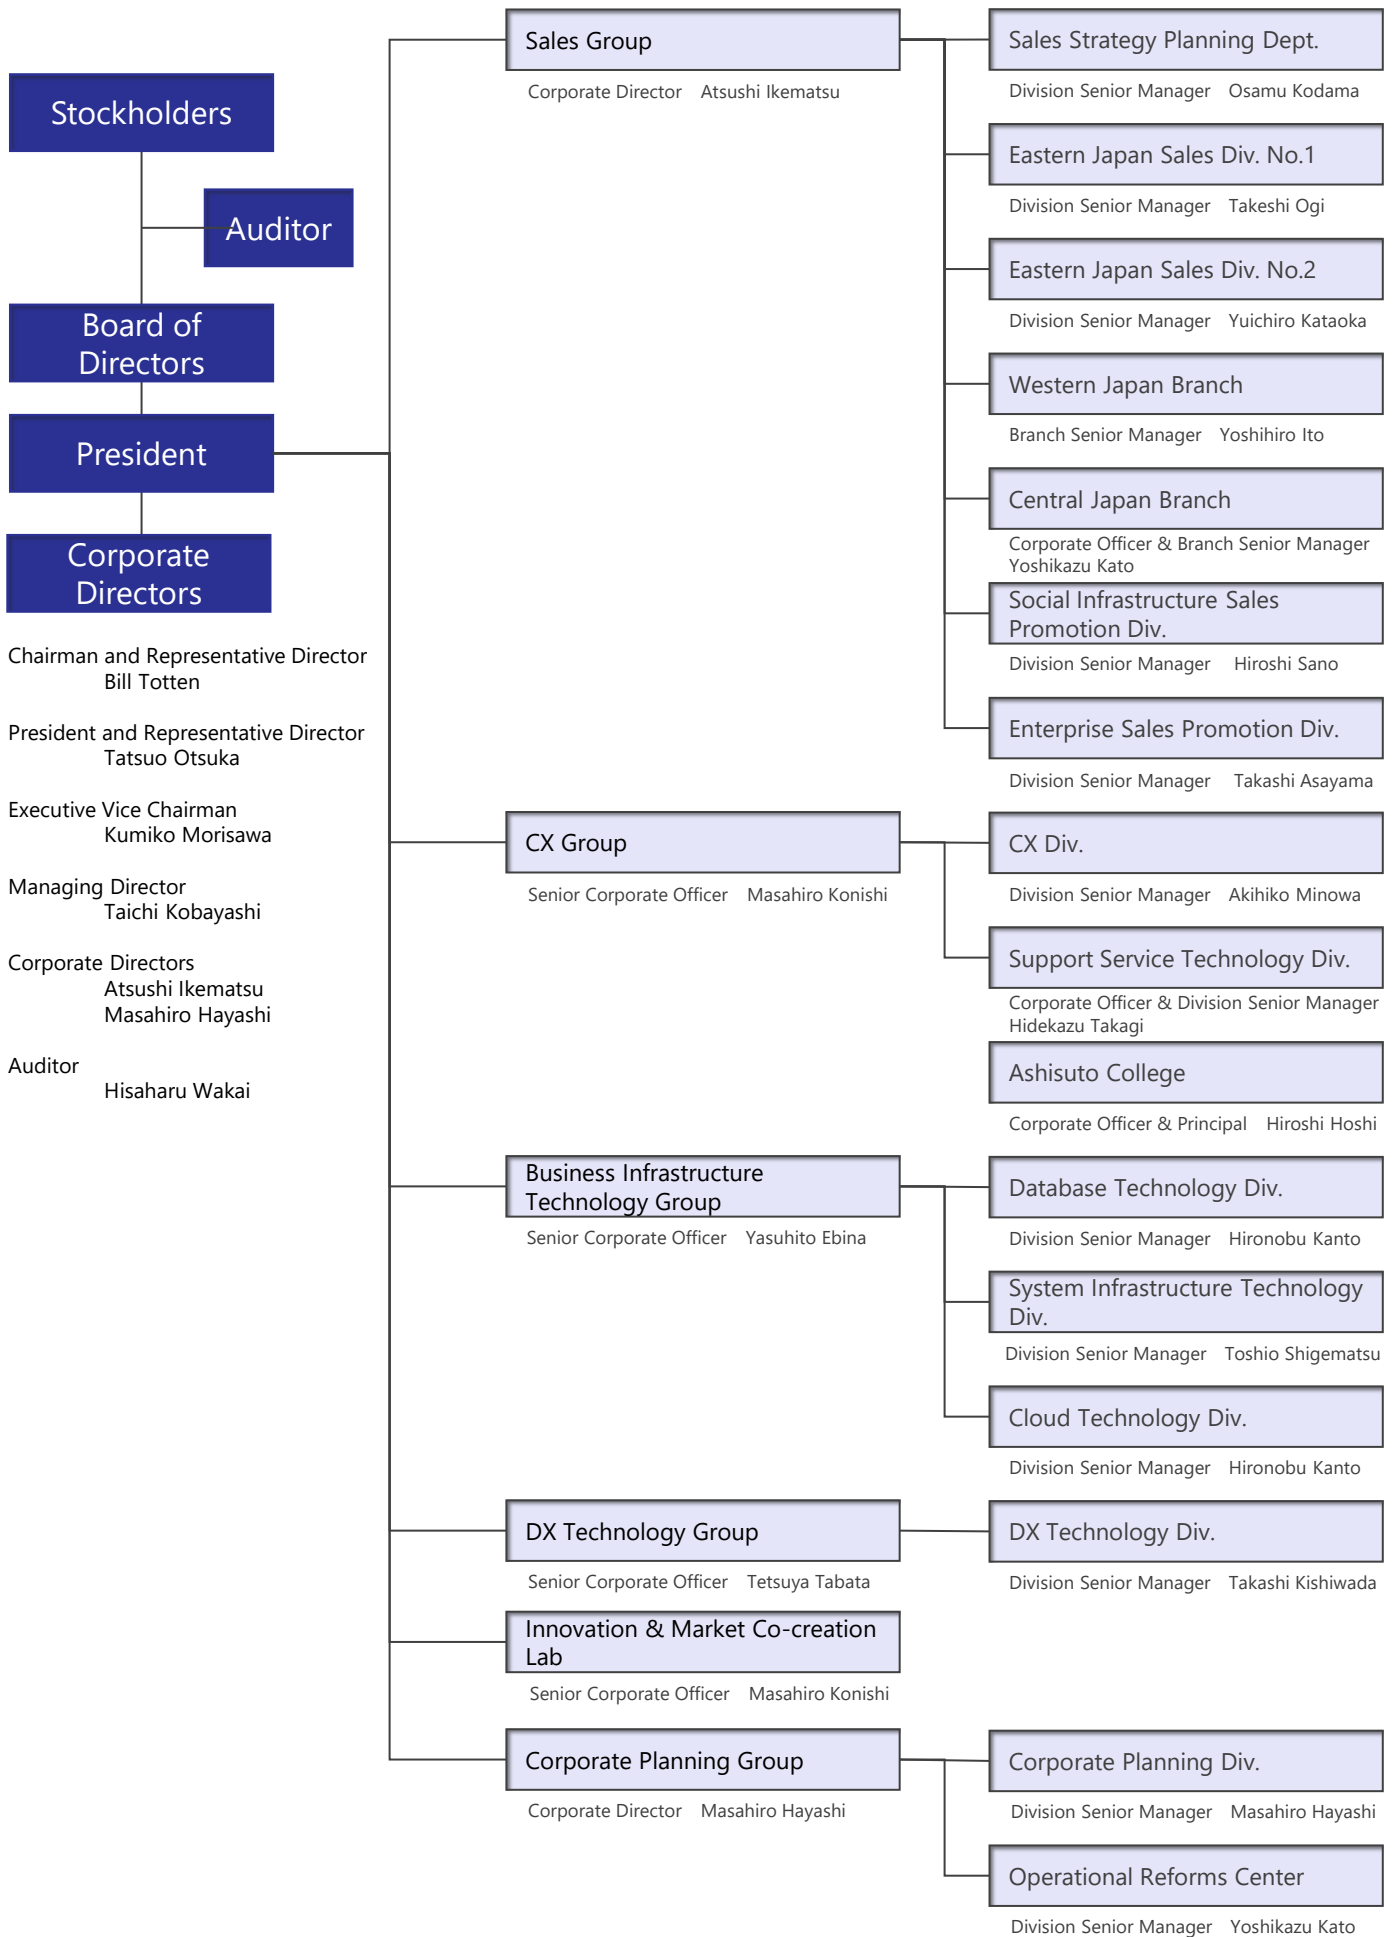 Stockholders
Auditor
Board of
Directors
President
Corporate
Directors
Chairman and Representative Director
Bill Totten
President and Representative Director
Tatsuo Otsuka
Executive Vice Chairman
Kumiko Morisawa
Managing Director
Taichi Kobayashi
Corporate Directors
Atsushi Ikematsu
Masahiro Hayashi
Auditor
Hisaharu Wakai
Sales Group
Corporate Director Atsushi Ikematsu
Sales Strategy Planning Dept.
Division Senior Manager Osamu Kodama
Eastern Japan Sales Div. No.1
Division Senior Manager Takeshi Ogi
Eastern Japan Sales Div. No.2
Division Senior Manager Yuichiro Kataoka
Western Japan Branch
Branch Senior Manager Yoshihiro Ito
Central Japan Branch
Corporate Officer & Branch Senior Manager
Yoshikazu Kato
Social Infrastructure Sales
Promotion Div.
Division Senior Manager Hiroshi Sano
Enterprise Sales Promotion Div.
Division Senior Manager Takashi Asayama
CX Group
Senior Corporate Officer Masahiro Konishi
CX Div.
Division Senior Manager Akihiko Minowa
Support Service Technology Div.
Corporate Officer & Division Senior Manager
Hidekazu Takagi
Ashisuto College
Corporate Officer & Principal Hiroshi Hoshi
Business Infrastructure
Technology Group
Senior Corporate Officer Yasuhito Ebina
Database Technology Div.
Division Senior Manager Hironobu Kanto
System Infrastructure Technology
Div.
Division Senior Manager Toshio Shigematsu
Cloud Technology Div.
Division Senior Manager Hironobu Kanto
DX Technology Group
Senior Corporate Officer Tetsuya Tabata
DX Technology Div.
Division Senior Manager Takashi Kishiwada
Innovation & Market Co-creation
Lab
Senior Corporate Officer Masahiro Konishi
Corporate Planning Group
Corporate Director Masahiro Hayashi
Corporate Planning Div.
Division Senior Manager Masahiro Hayashi
Operational Reforms Center
Division Senior Manager Yoshikazu Kato